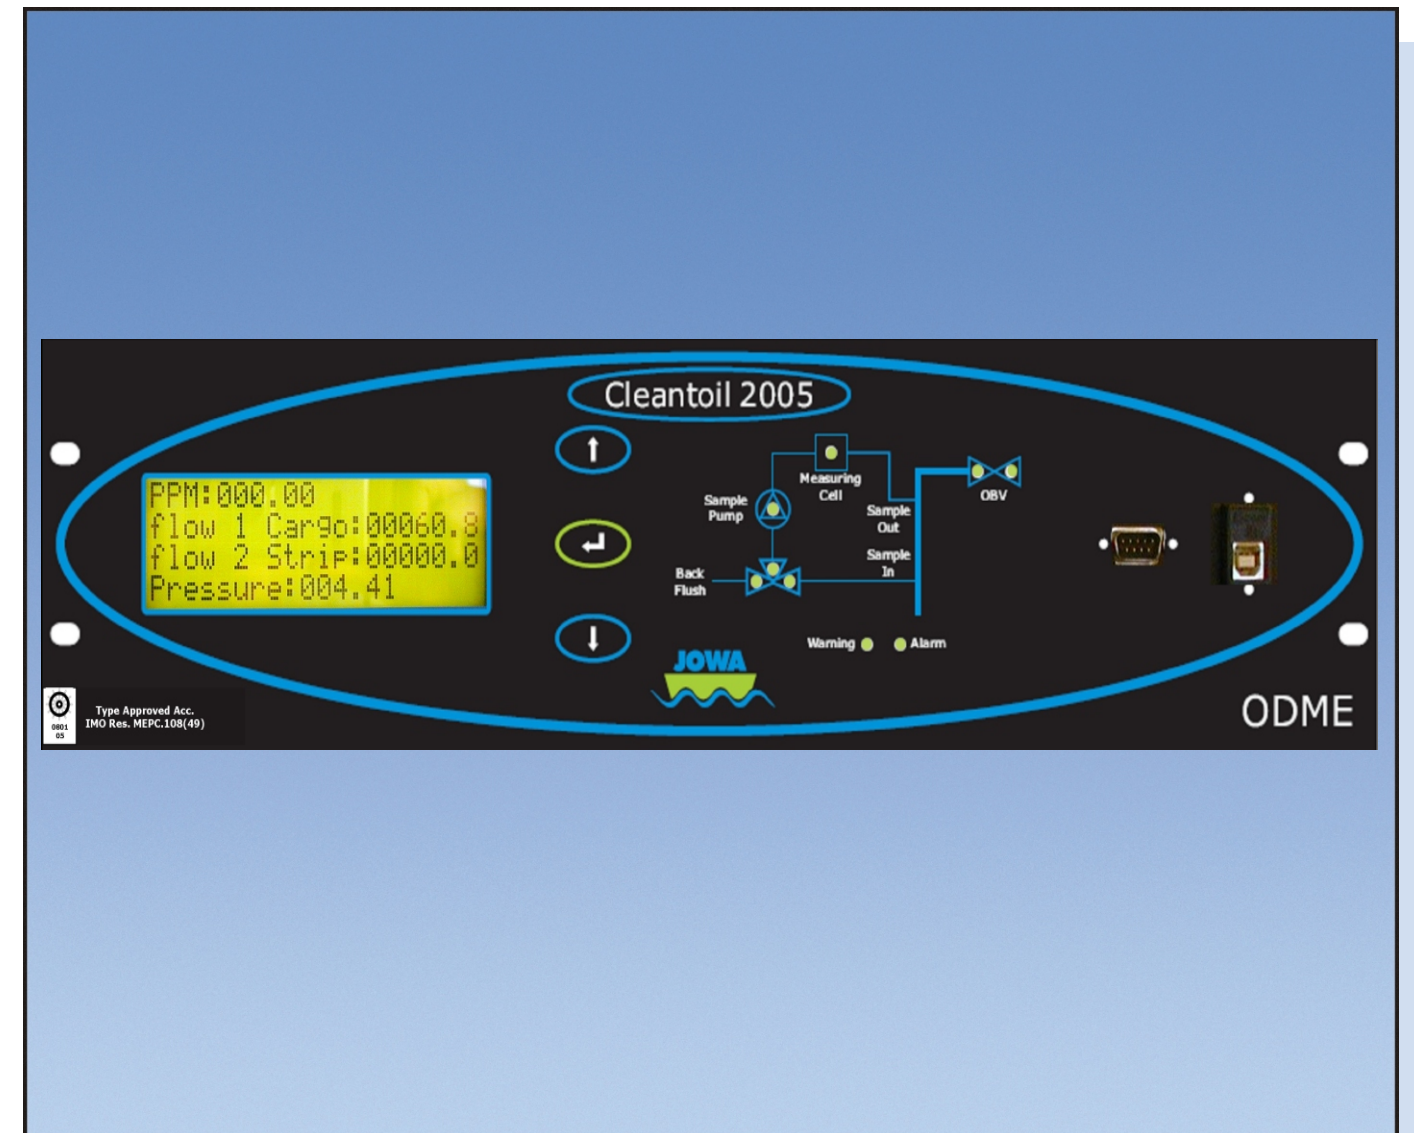 Cleantoil 2005
PPM:000.00
flow 1 Cargo:00060.8
flow 2 Strip:00000.0
Pressure:004.41
Measuring
Cell
Sample
Pump
Sample
Out
OBV
Sample
In
Back
Flush
Warning
Alarm
JOWA
0801
05
Type Approved Acc.
IMO Res. MEPC.108(49)
ODME